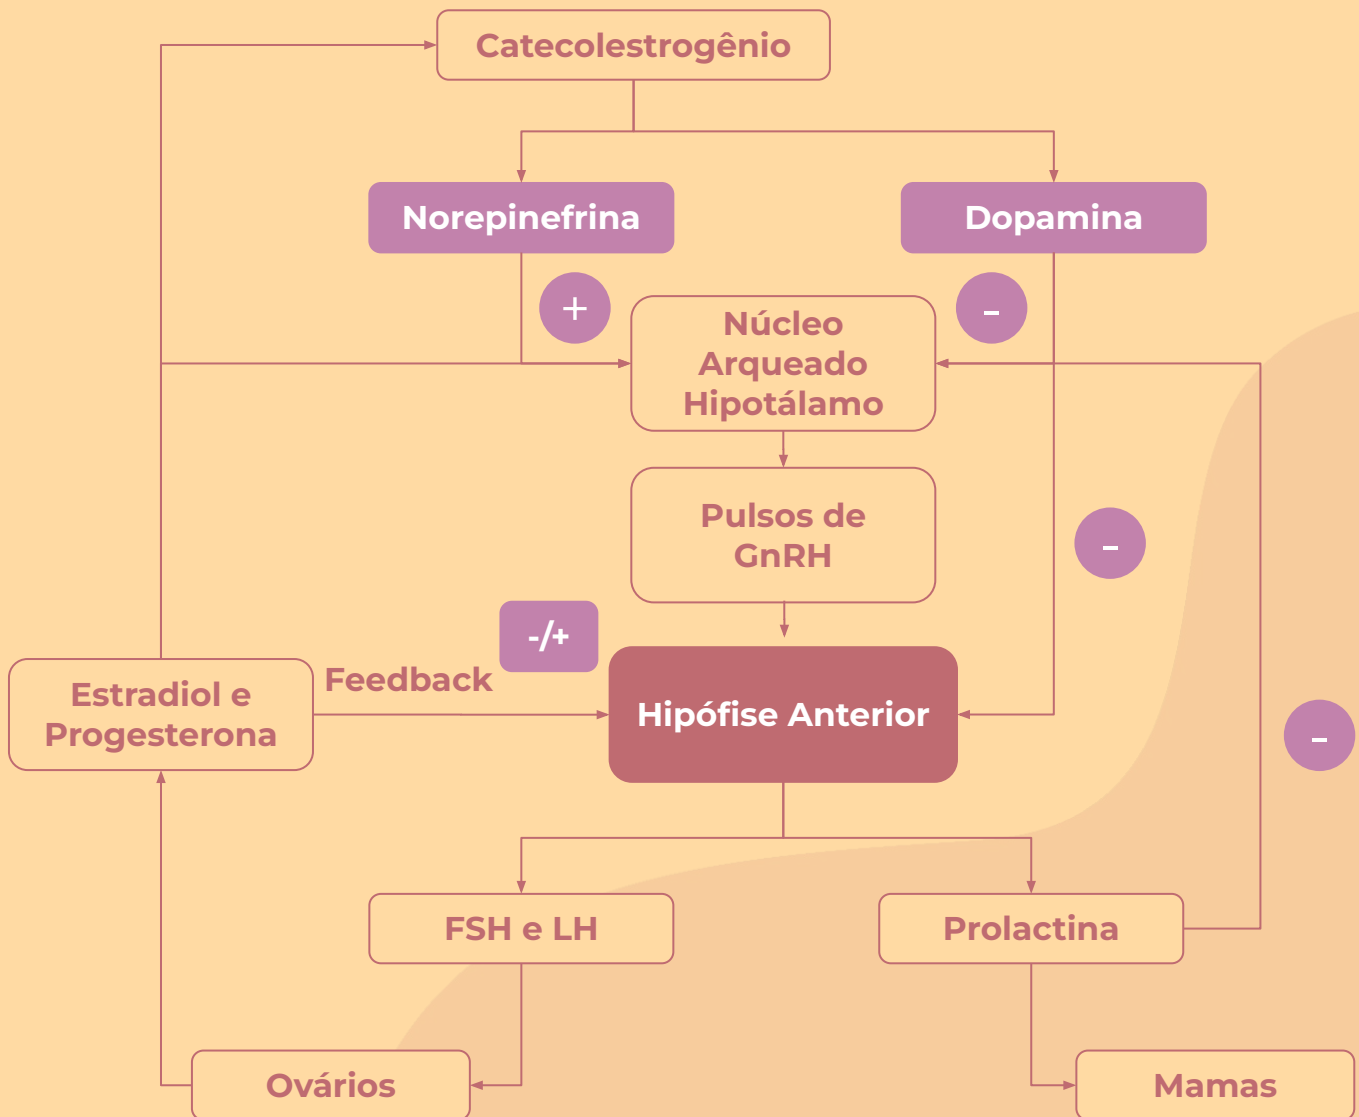 Catecolestrogênio
Norepinefrina
Dopamina
+
-
Núcleo
Arqueado
Hipotálamo
Pulsos de
GnRH
-
-/+
Feedback
Estradiol e
Progesterona
Hipófise Anterior
-
FSH e LH
Prolactina
Ovários
Mamas